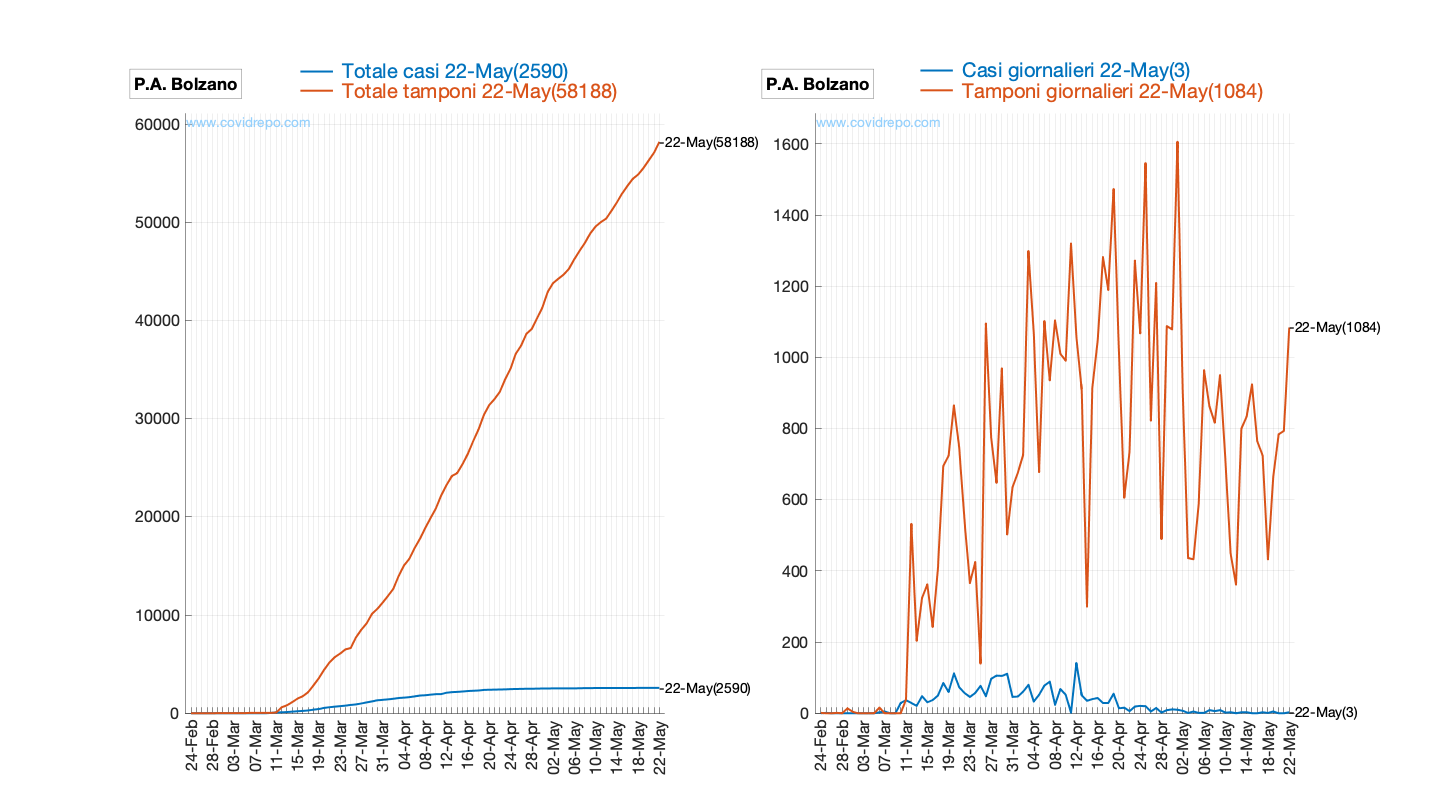 P.A. Bolzano
Totale casi 22-May(2590)
Totale tamponi 22-May(58188)
www.covidrepo.com
60000
50000
40000
30000
20000
10000
0
22-May(58188)
22-May(2590)
24-Feb
28-Feb
03-Mar
07-Mar
11-Mar
15-Mar
19-Mar
23-Mar
27-Mar
31-Mar
04-Apr
08-Apr
12-Apr
16-Apr
20-Apr
24-Apr
28-Apr
02-May
06-May
10-May
14-May
18-May
22-May
P.A. Bolzano
Casi giornalieri 22-May(3)
Tamponi giornalieri 22-May(1084)
www.covidrepo.com
1600
1400
1200
1000
800
600
400
200
0
22-May(1084)
22-May(3)
24-Feb
28-Feb
03-Mar
07-Mar
11-Mar
15-Mar
19-Mar
23-Mar
27-Mar
31-Mar
04-Apr
08-Apr
12-Apr
16-Apr
20-Apr
24-Apr
28-Apr
02-May
06-May
10-May
14-May
18-May
22-May